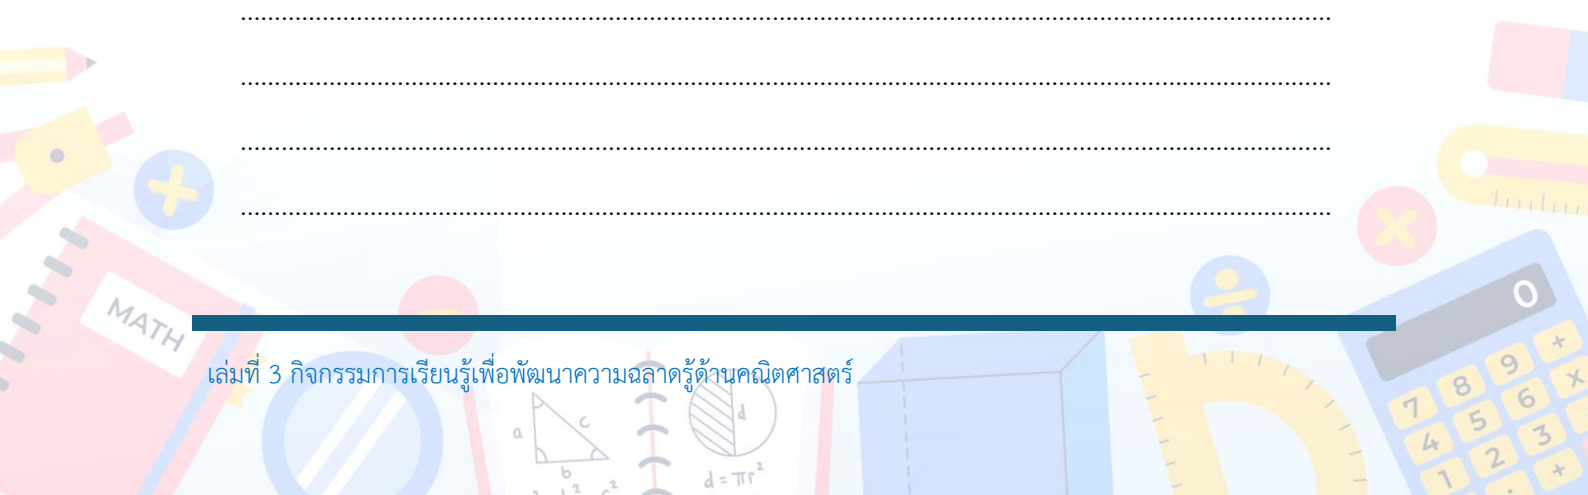 ........................................................................................................................................................................
........................................................................................................................................................................
........................................................................................................................................................................
........................................................................................................................................................................
MATH
0
เล่มที่ 3 กิจกรรมการเรียนรู้เพื่อพัฒนาความฉลาดรู้ด้านคณิตศาสตร์
a c b
d
d = πr²
7 8 9 +
4 5 6 x
1 2 3
+